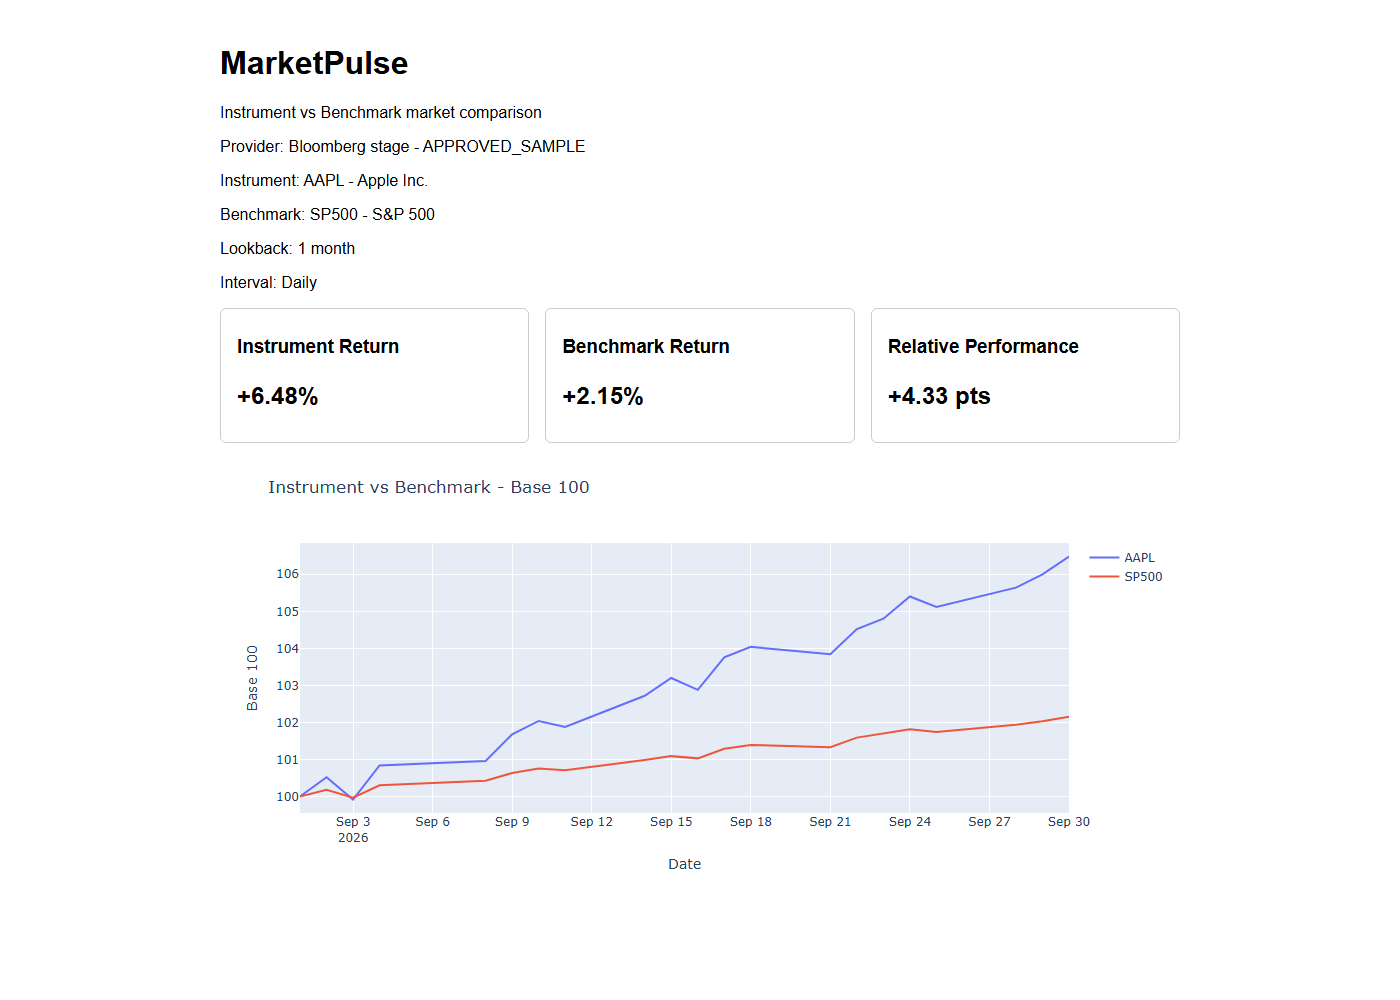 MarketPulse
Instrument vs Benchmark market comparison
Provider: Bloomberg stage - APPROVED_SAMPLE
Instrument: AAPL - Apple Inc.
Benchmark: SP500 - S&P 500
Lookback: 1 month
Interval: Daily
Instrument Return
+6.48%
Benchmark Return
+2.15%
Relative Performance
+4.33 pts
Instrument vs Benchmark - Base 100
AAPL
SP500
Base 100
106
105
104
103
102
101
100
Sep 3 Sep 6 Sep 9 Sep 12 Sep 15 Sep 18 Sep 21 Sep 24 Sep 27 Sep 30
2026
Date